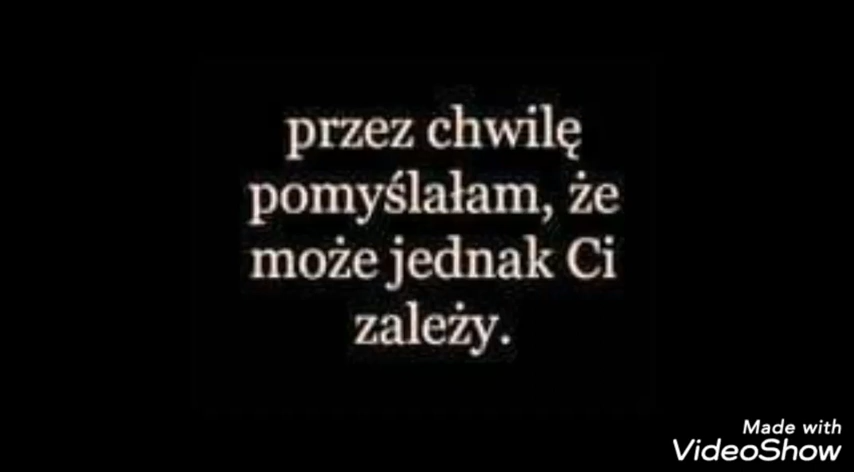 przez chwilę
pomyślałam, że
może jednak Ci
zależy.
Made with
VideoShow